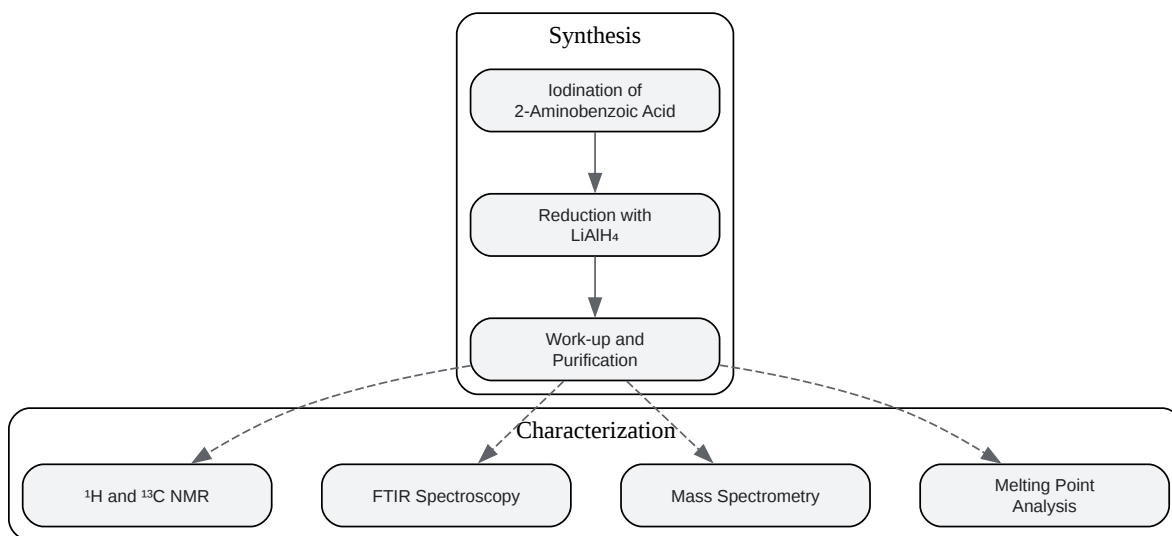 Synthesis
Iodination of
2-Aminobenzoic Acid
Reduction with
LiAlH₄
Work-up and
Purification
Characterization
¹H and ¹³C NMR
FTIR Spectroscopy
Mass Spectrometry
Melting Point
Analysis